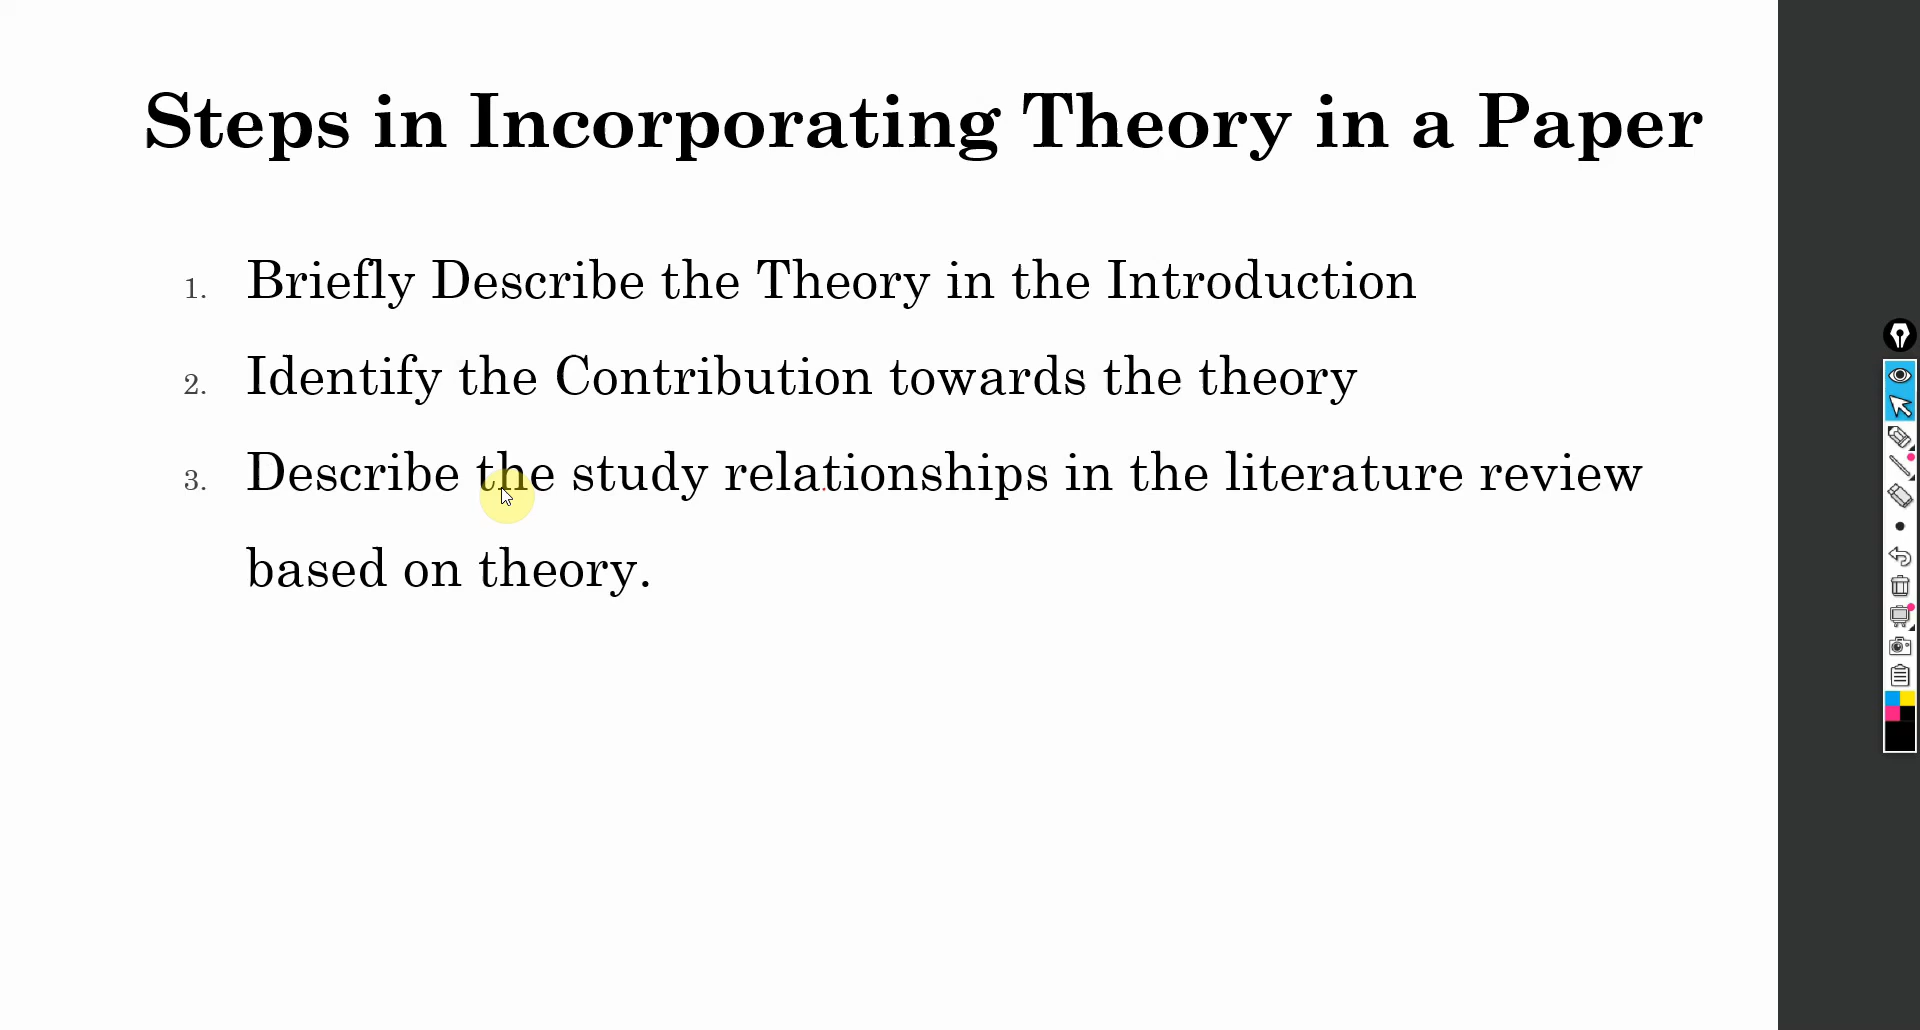 Steps in Incorporating Theory in a Paper
1. Briefly Describe the Theory in the Introduction
2. Identify the Contribution towards the theory
3. Describe the study relationships in the literature review
based on theory.